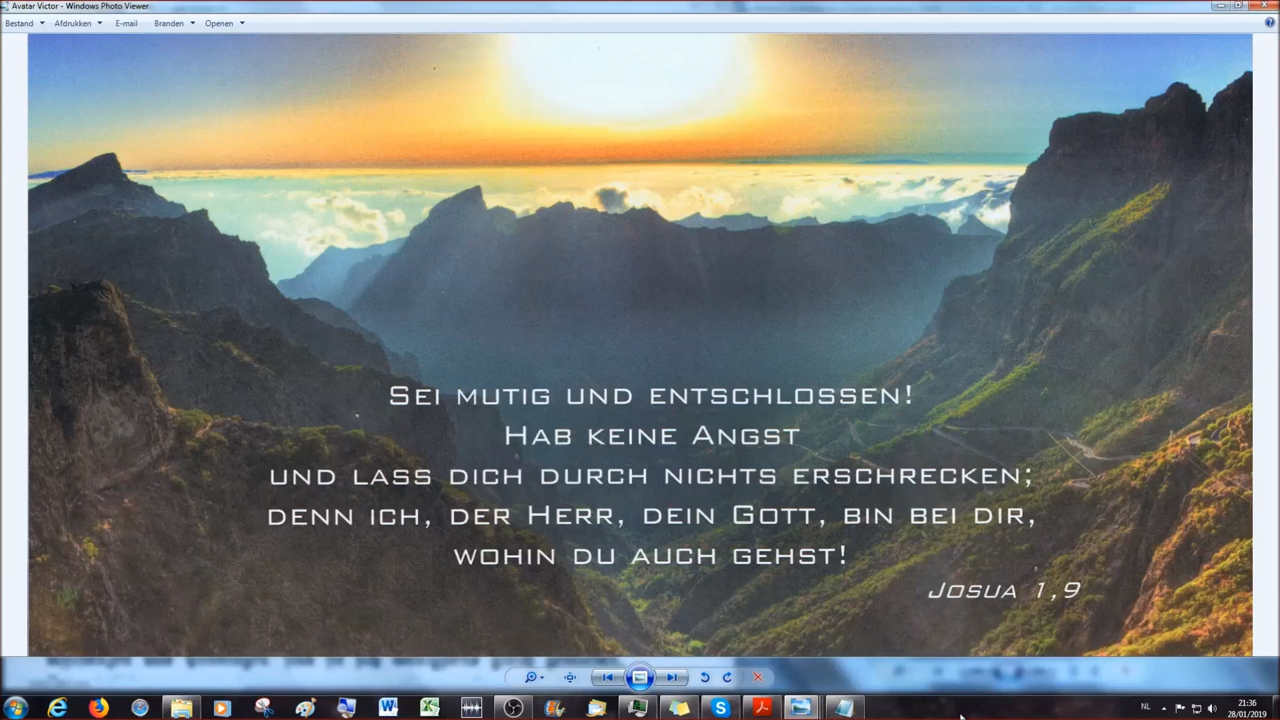 Avatar Victor - Windows Photo Viewer
Bestand Afdrukken E-mail Branden Openen
Sei mutig und entschlossen!
Hab keine Angst
und lass dich durch nichts erschrecken;
denn ich, der Herr, dein Gott, bin bei dir,
wohin du auch gehst!
Josua 1,9
NL
21:36
28/01/2019